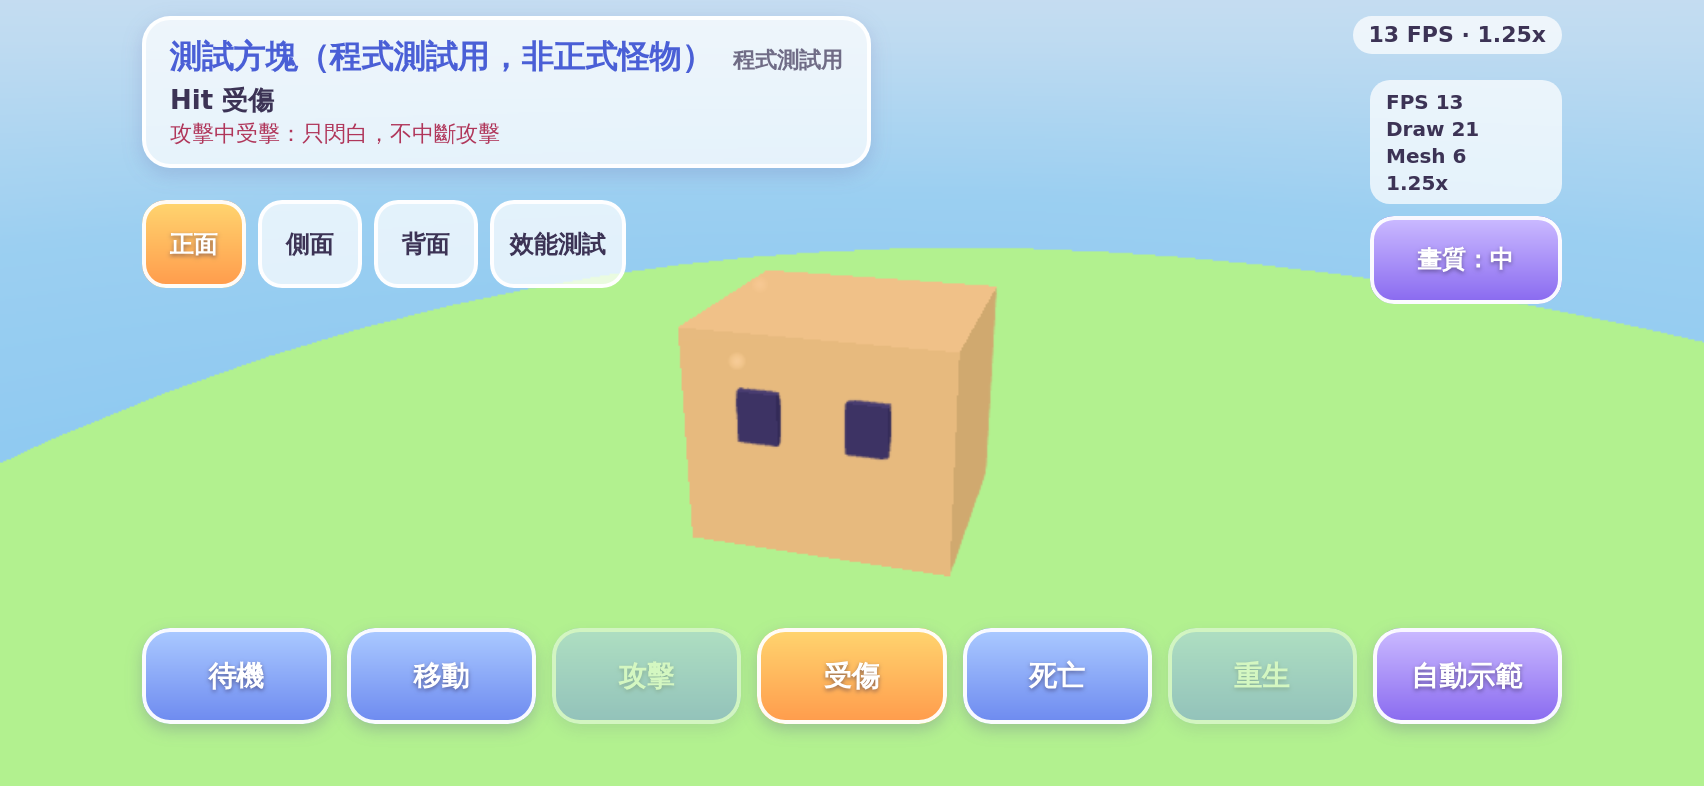 測試方塊（程式測試用，非正式怪物） 程式測試用
Hit 受傷
攻擊中受擊：只閃白，不中斷攻擊
13 FPS · 1.25x
FPS 13
Draw 21
Mesh 6
1.25x
正面 側面 背面 效能測試
畫質：中
待機 移動 攻擊 受傷 死亡 重生 自動示範